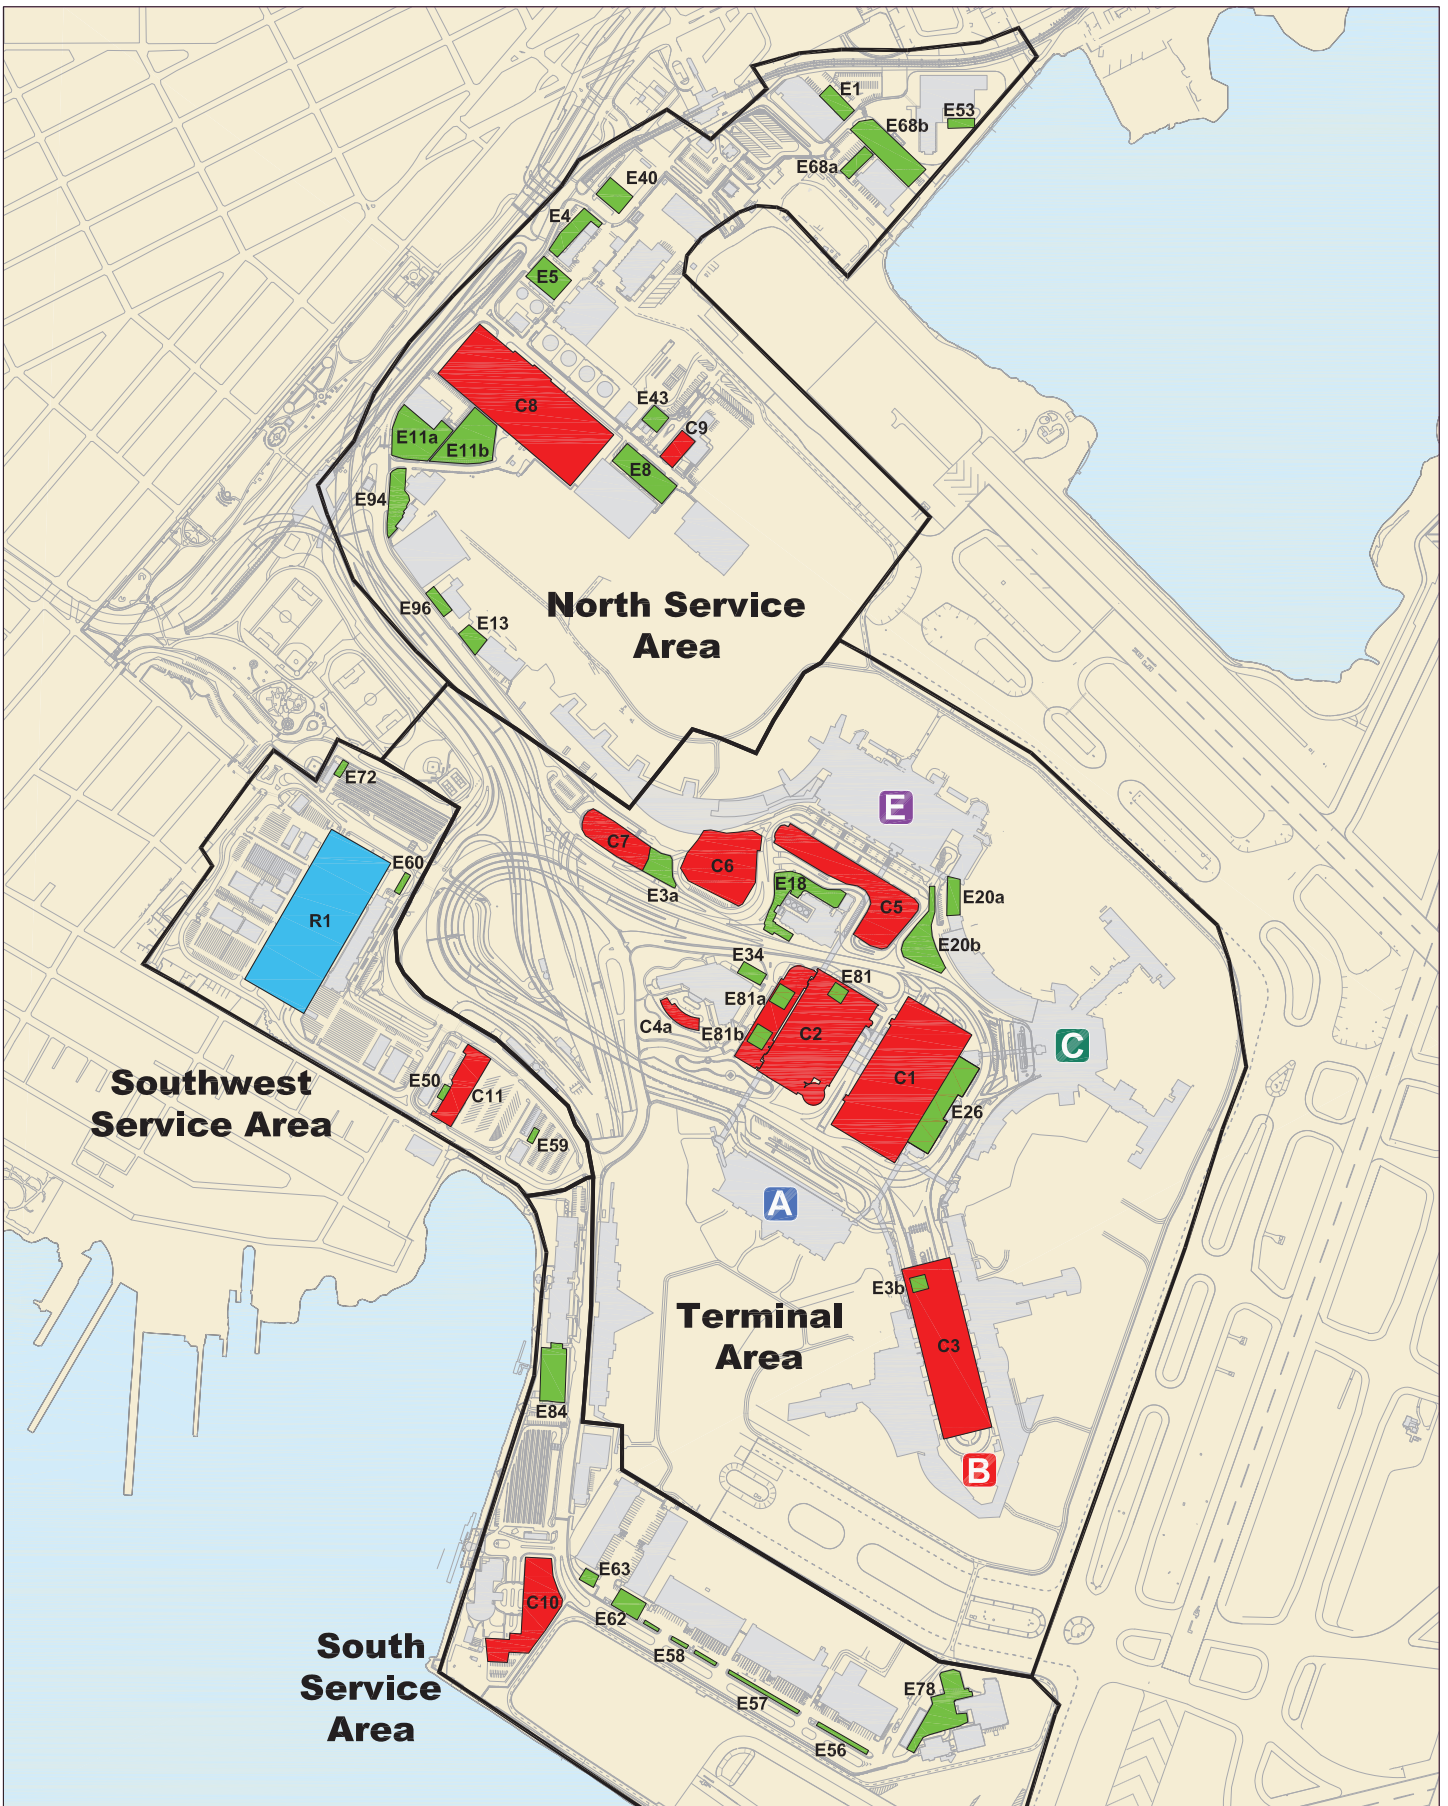 E1
E53
E68b
E68a
E40
E4
E5
C8
E43
C9
E11a
E11b
E8
E94
North Service
Area
E96
E13
E72
E
C7
C6
E60
E3a
E18
E20a
C5
R1
E20b
E34
E81
E81a
C4a
E81b
C2
C
C1
Southwest
Service Area
E50
C11
E26
E59
A
E3b
Terminal
Area
C3
E84
B
E63
C10
E62
South
Service
Area
E58
E78
E57
E56